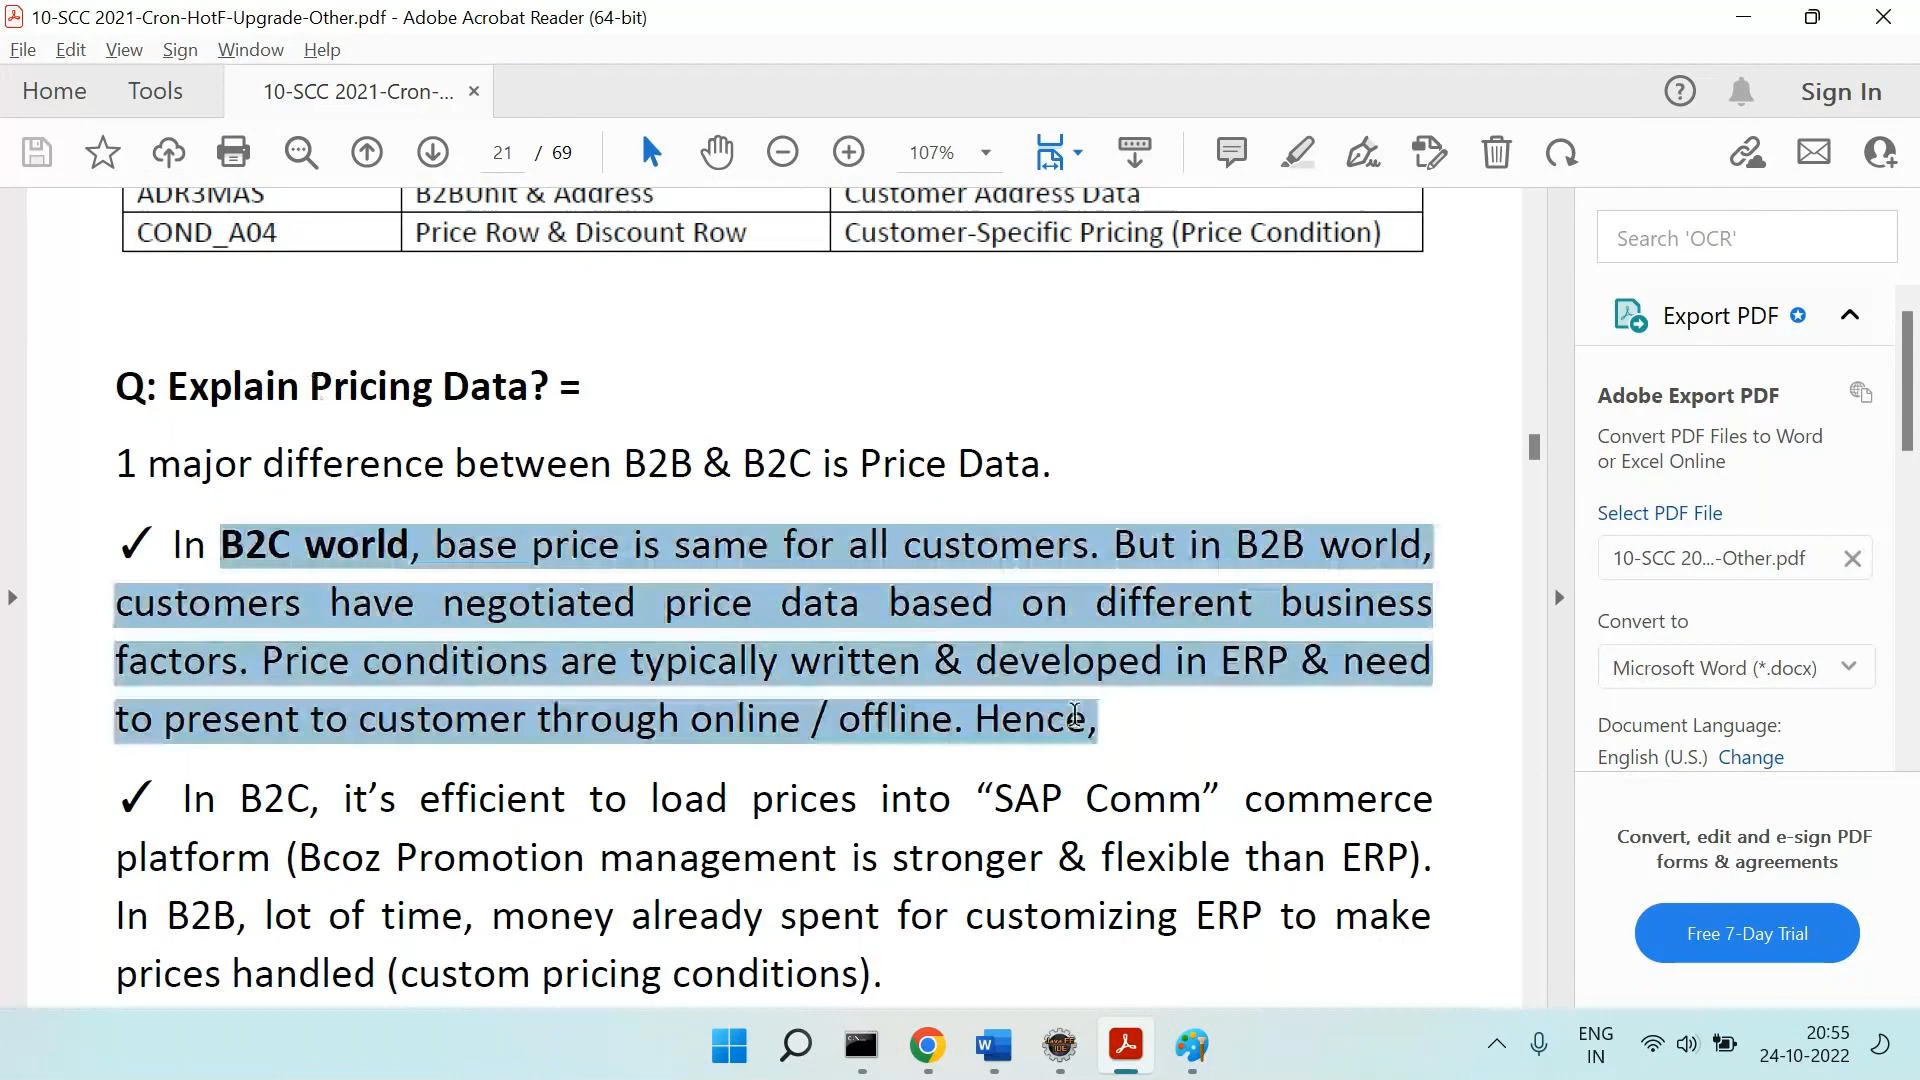 10-SCC 2021-Cron-HotF-Upgrade-Other.pdf - Adobe Acrobat Reader (64-bit)
File Edit View Sign Window Help
Home Tools 10-SCC 2021-Cron-... × Sign In
21 / 69 107%
ADR3MAS B2BUnit & Address Customer Address Data
COND_A04 Price Row & Discount Row Customer-Specific Pricing (Price Condition)
Q: Explain Pricing Data? =
1 major difference between B2B & B2C is Price Data.
✓ In B2C world, base price is same for all customers. But in B2B world,
customers have negotiated price data based on different business
factors. Price conditions are typically written & developed in ERP & need
to present to customer through online / offline. Hence,
✓ In B2C, it’s efficient to load prices into “SAP Comm” commerce
platform (Bcoz Promotion management is stronger & flexible than ERP).
In B2B, lot of time, money already spent for customizing ERP to make
prices handled (custom pricing conditions).
Search 'OCR'
Export PDF
Adobe Export PDF
Convert PDF Files to Word
or Excel Online
Select PDF File
10-SCC 20...-Other.pdf
Convert to
Microsoft Word (*.docx)
Document Language:
English (U.S.) Change
Convert, edit and e-sign PDF
forms & agreements
Free 7-Day Trial
ENG
IN
20:55
24-10-2022